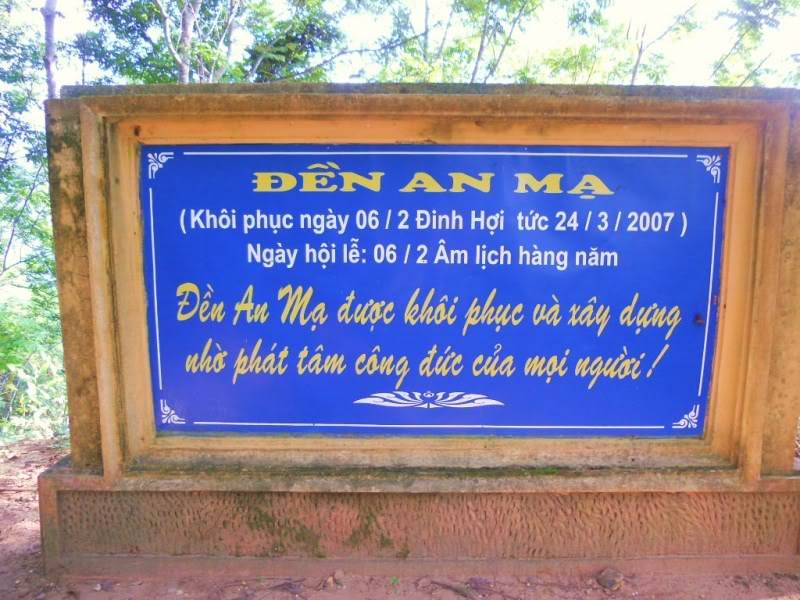 ĐỀN AN MẠ
( Khôi phục ngày 06 / 2 Đinh Hợi tức 24 / 3 / 2007 )
Ngày hội lễ: 06 / 2 Âm lịch hàng năm
Đền An Mạ được khôi phục và xây dựng
nhờ phát tâm công đức của mọi người !